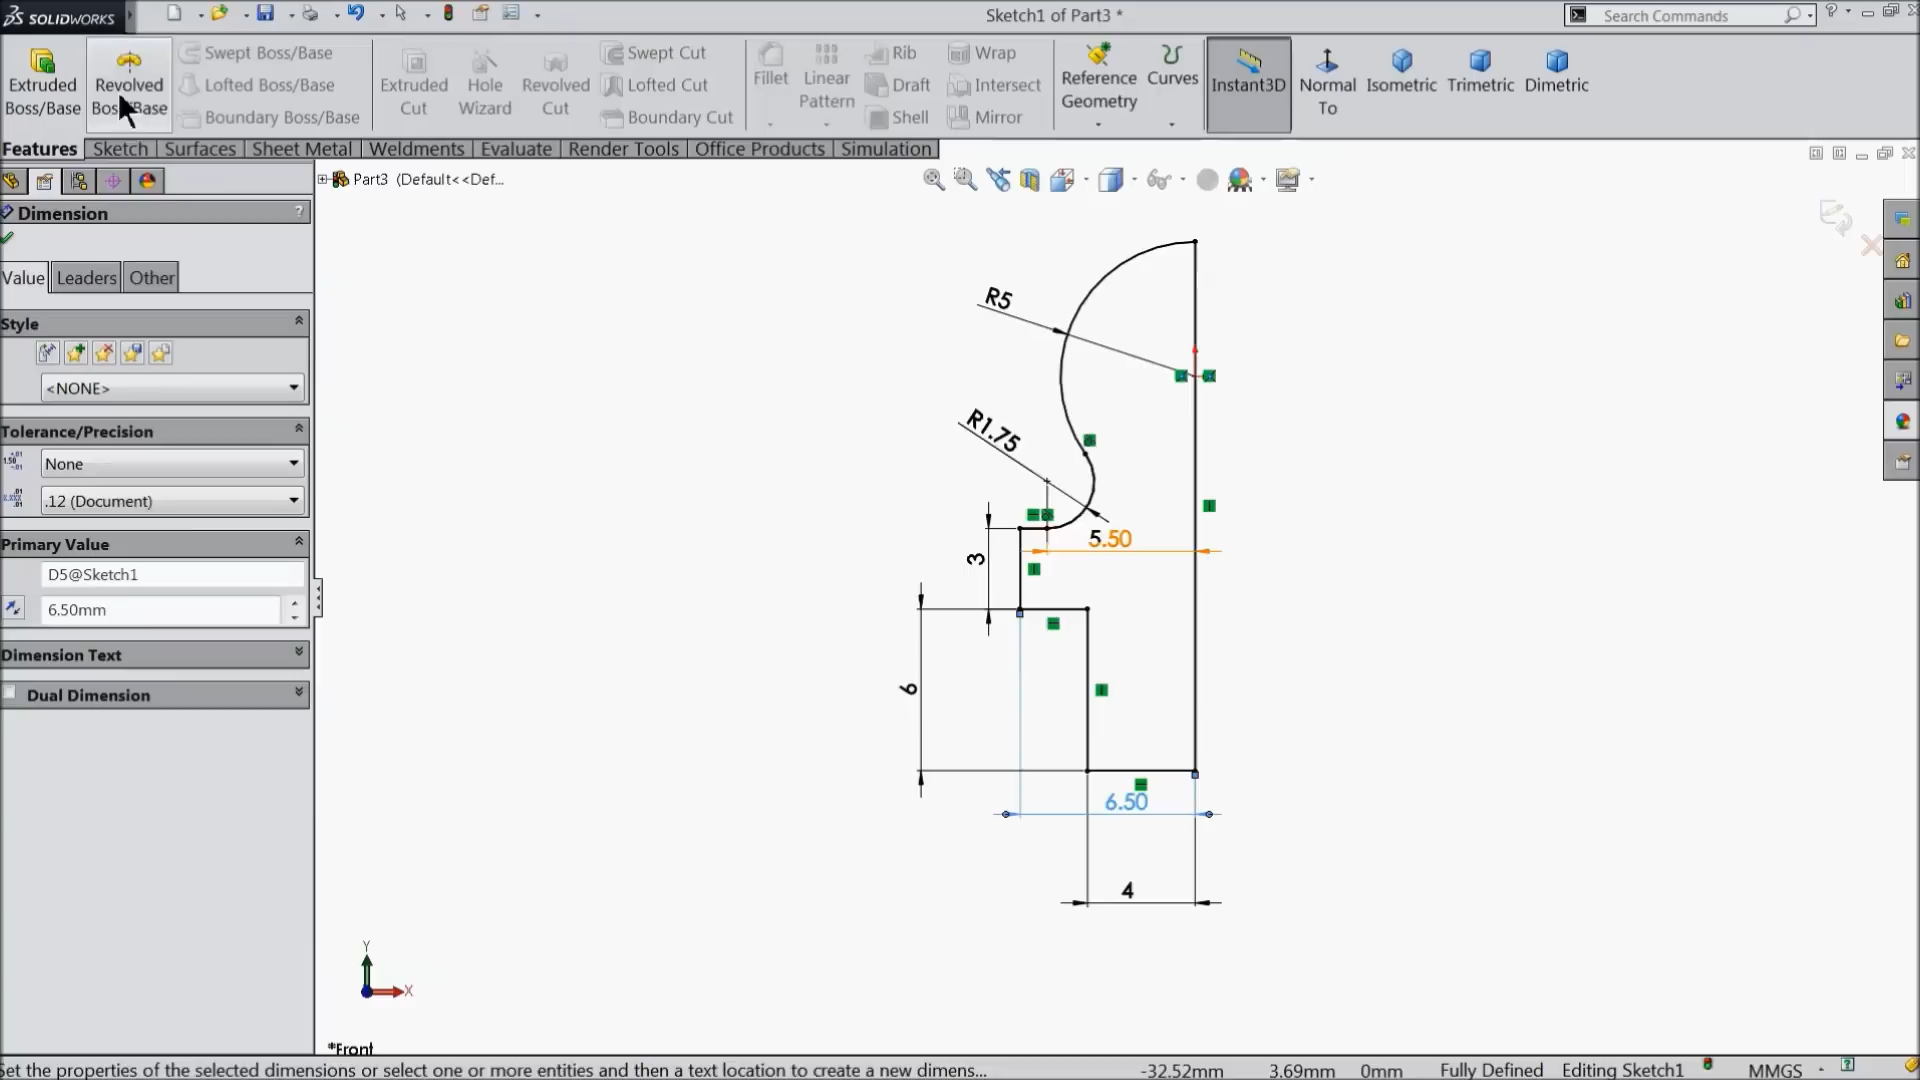 SOLIDWORKS
Sketch1 of Part3 *
Search Commands
Extruded Boss/Base
Revolved Boss/Base
Swept Boss/Base
Lofted Boss/Base
Boundary Boss/Base
Extruded Cut
Hole Wizard
Revolved Cut
Swept Cut
Lofted Cut
Boundary Cut
Fillet
Linear Pattern
Rib
Draft
Shell
Wrap
Intersect
Mirror
Reference Geometry
Curves
Instant3D
Normal To
Isometric
Trimetric
Dimetric
Features
Sketch
Surfaces
Sheet Metal
Weldments
Evaluate
Render Tools
Office Products
Simulation
Part3 (Default<<Def...
Dimension
?
Value
Leaders
Other
Style
<NONE>
Tolerance/Precision
None
.12 (Document)
Primary Value
D5@Sketch1
6.50mm
Dimension Text
Dual Dimension
R5
R1.75
5.50
3
6
6.50
4
Y
X
*Front
Set the properties of the selected dimensions or select one or more entities and then a text location to create a new dimens...
-32.52mm
3.69mm
0mm
Fully Defined
Editing Sketch1
MMGS